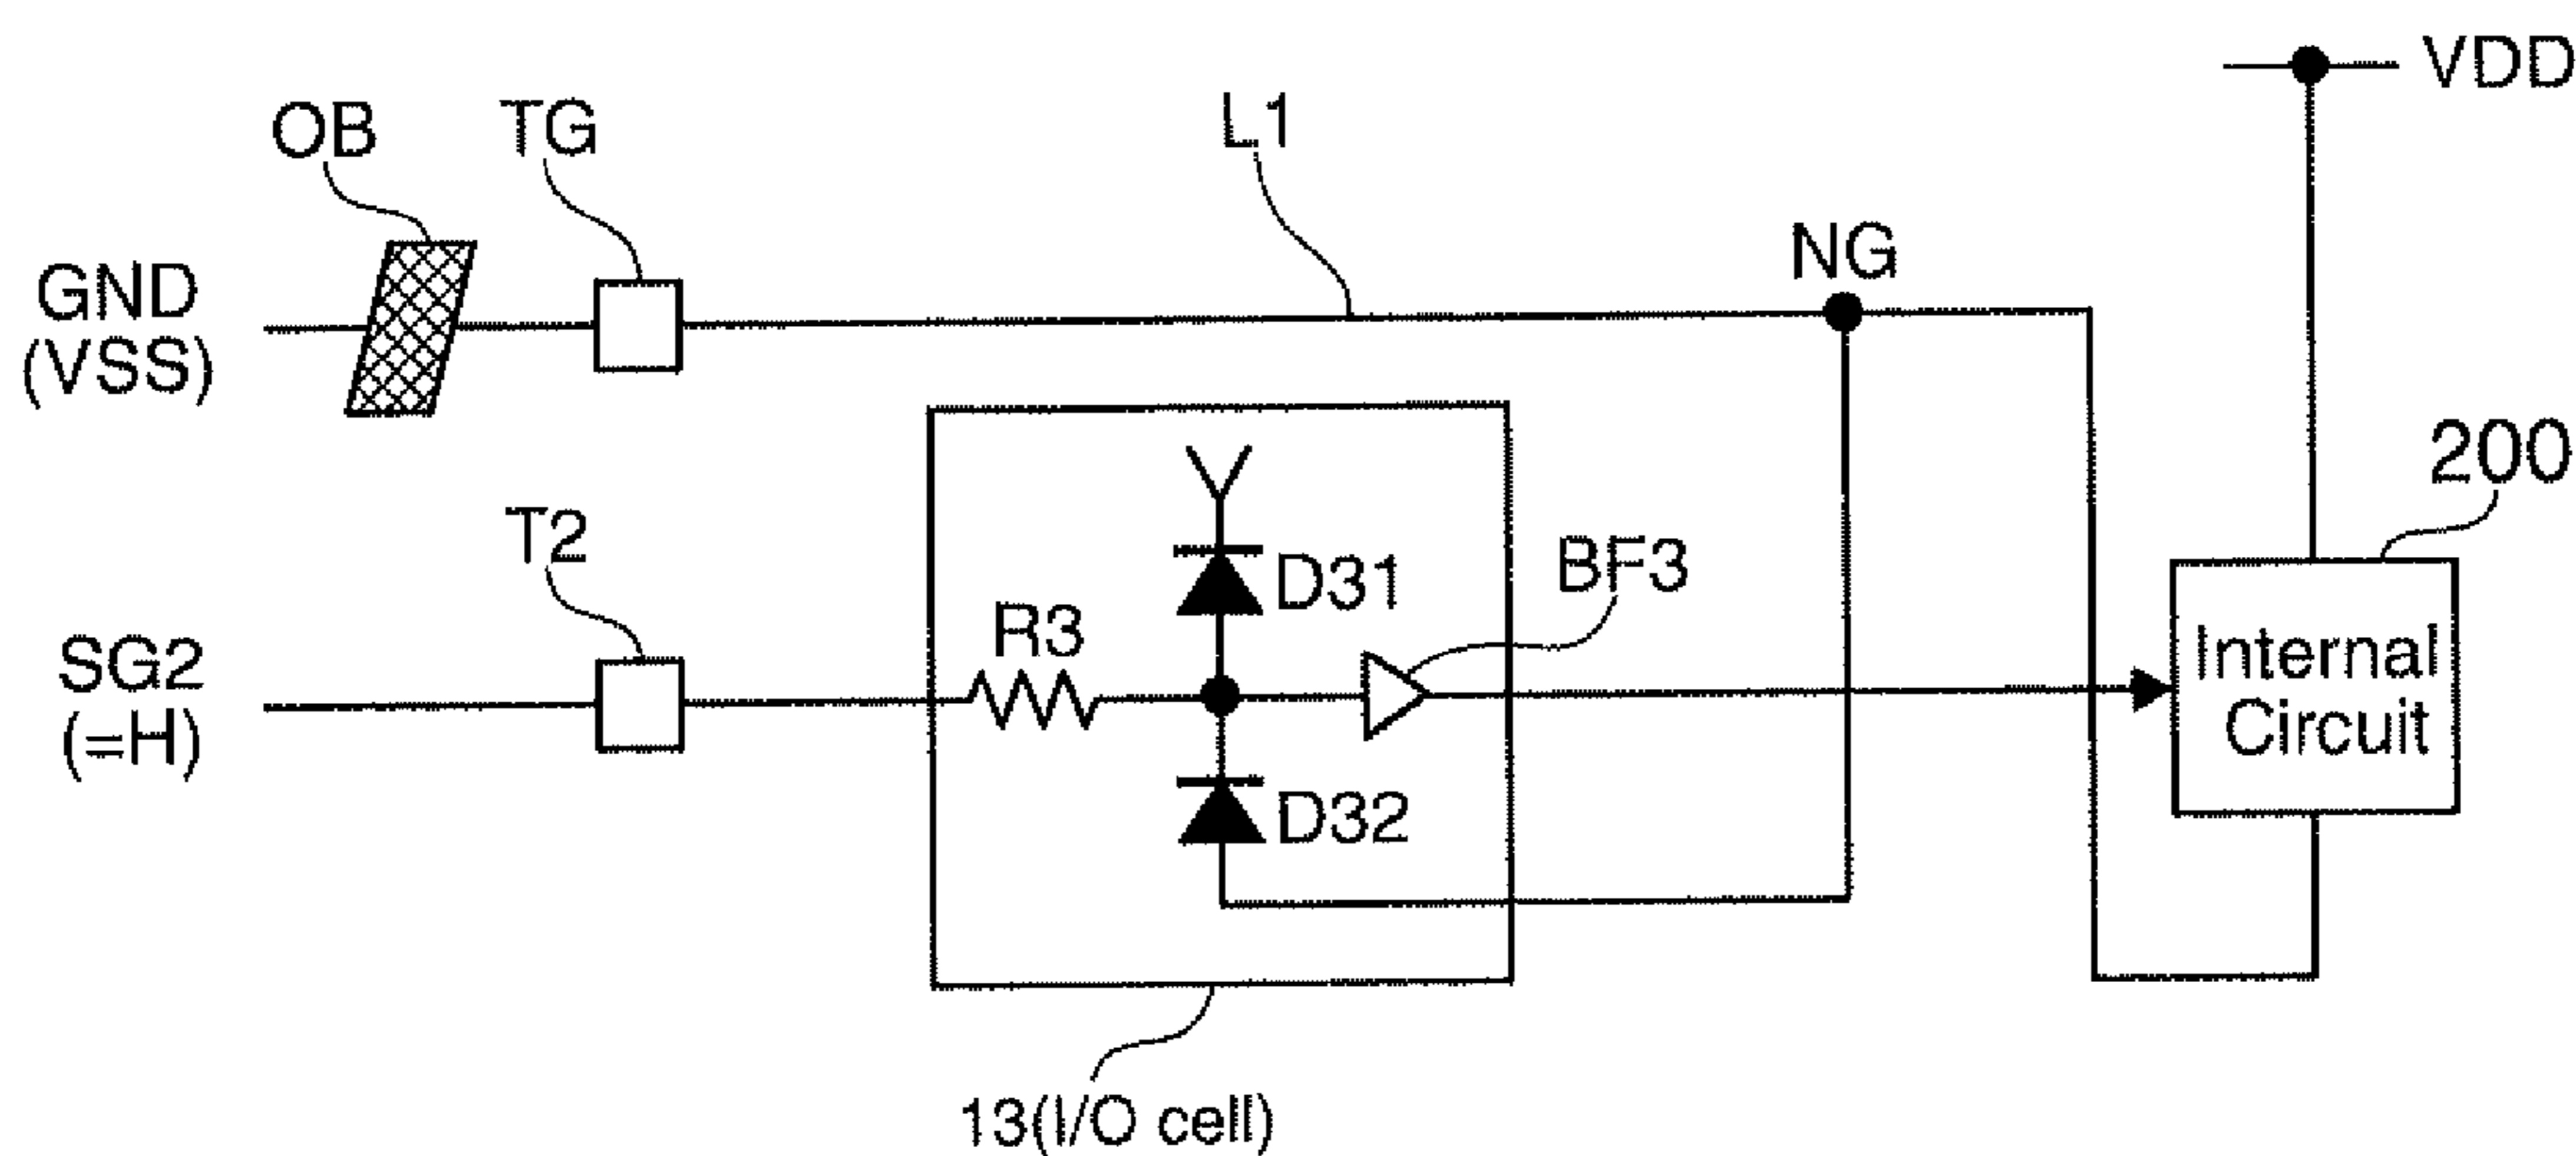 VDD
OB
TG
L1
NG
GND
(VSS)
200
T2
D31
BF3
R3
SG2
(=H)
Internal
Circuit
D32
13(I/O cell)